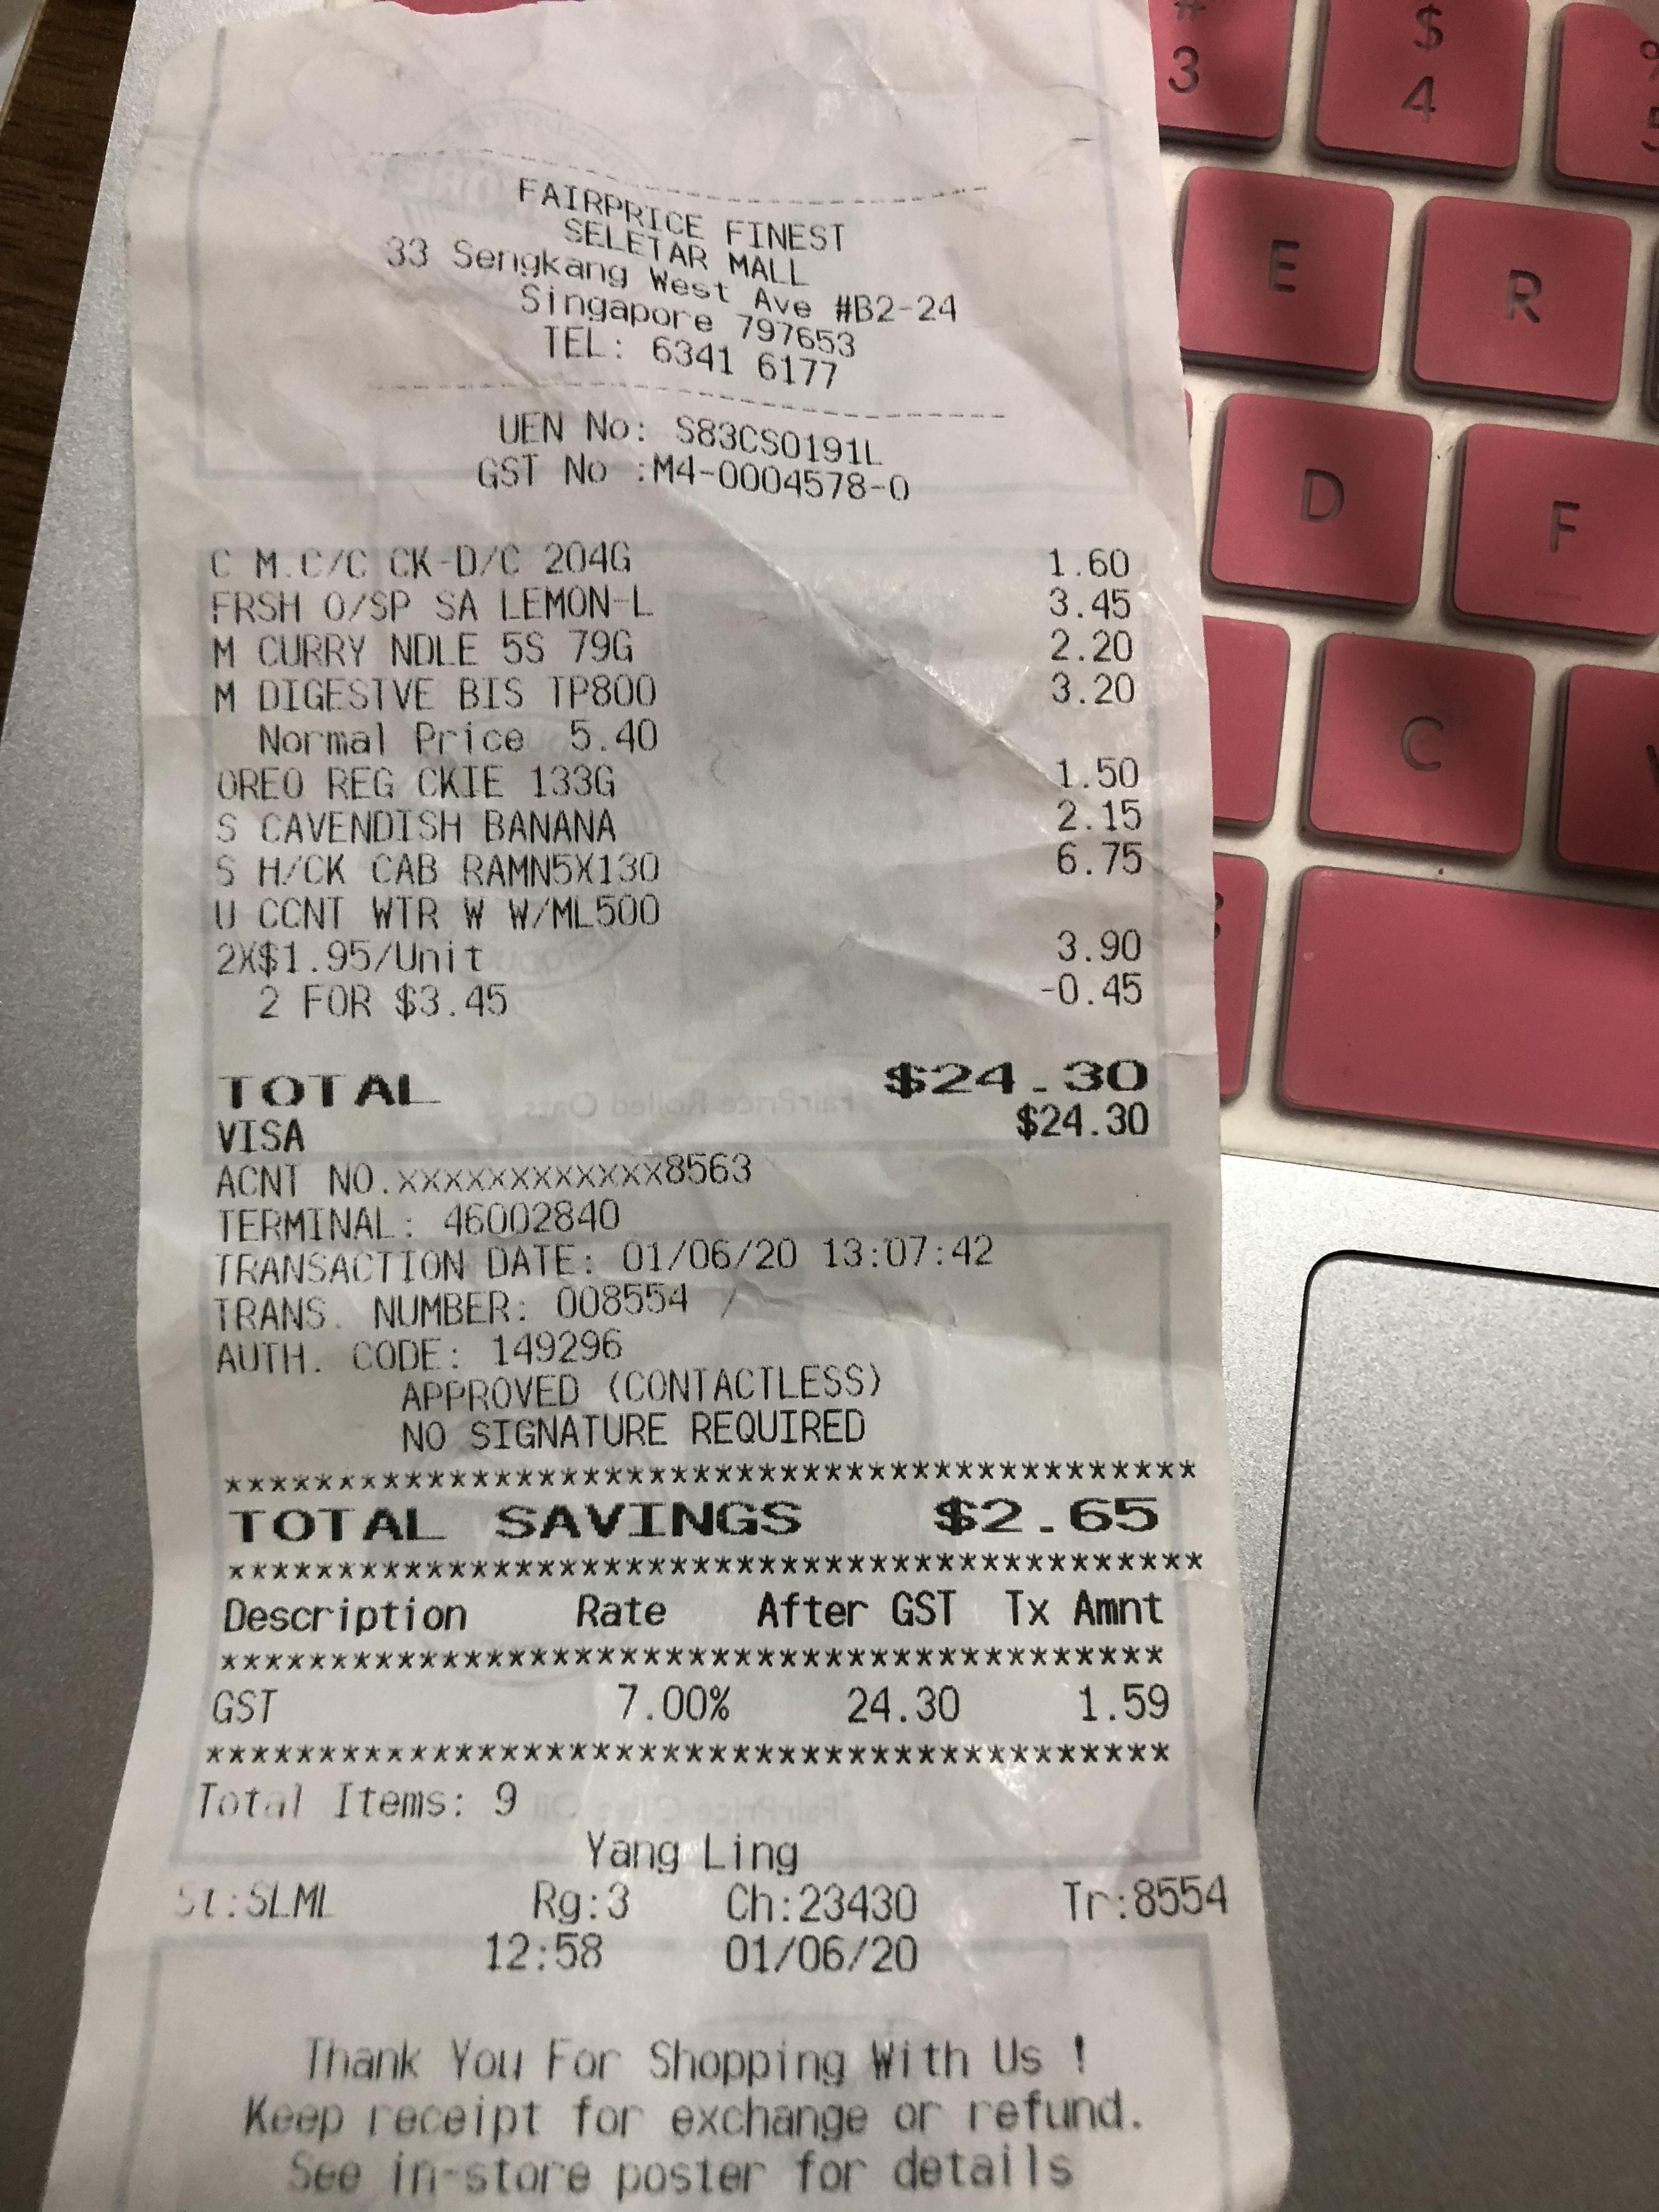 FAIRPRICE FINEST
SELETAR MALL
33 Sengkang West Ave #B2-24
Singapore 797653
TEL: 6341 6177
UEN No: S83CS0191L
GST No :M4-0004578-0
C M.C/C CK-D/C 204G 1.60
FRSH O/SP SA LEMON-L 3.45
M CURRY NDLE 5S 79G 2.20
M DIGESTVE BIS TP800 3.20
Normal Price 5.40
OREO REG CKIE 133G 1.50
S CAVENDISH BANANA 2.15
S H/CK CAB RAMN5X130 6.75
U CCNT WTR W W/ML500
2X$1.95/Unit 3.90
2 FOR $3.45 -0.45
TOTAL $24.30
VISA $24.30
ACNT NO.xxxxxxxxxxxx8563
TERMINAL: 46002840
TRANSACTION DATE: 01/06/20 13:07:42
TRANS. NUMBER: 008554 /
AUTH. CODE: 149296
APPROVED (CONTACTLESS)
NO SIGNATURE REQUIRED
TOTAL SAVINGS $2.65
Description Rate After GST Tx Amnt
GST 7.00% 24.30 1.59
Total Items: 9
Yang Ling
St:SLML Rg:3 Ch:23430 Tr:8554
12:58 01/06/20
Thank You For Shopping With Us !
Keep receipt for exchange or refund.
See in-store poster for details
# $ %
3 4 5
E R
D F
C